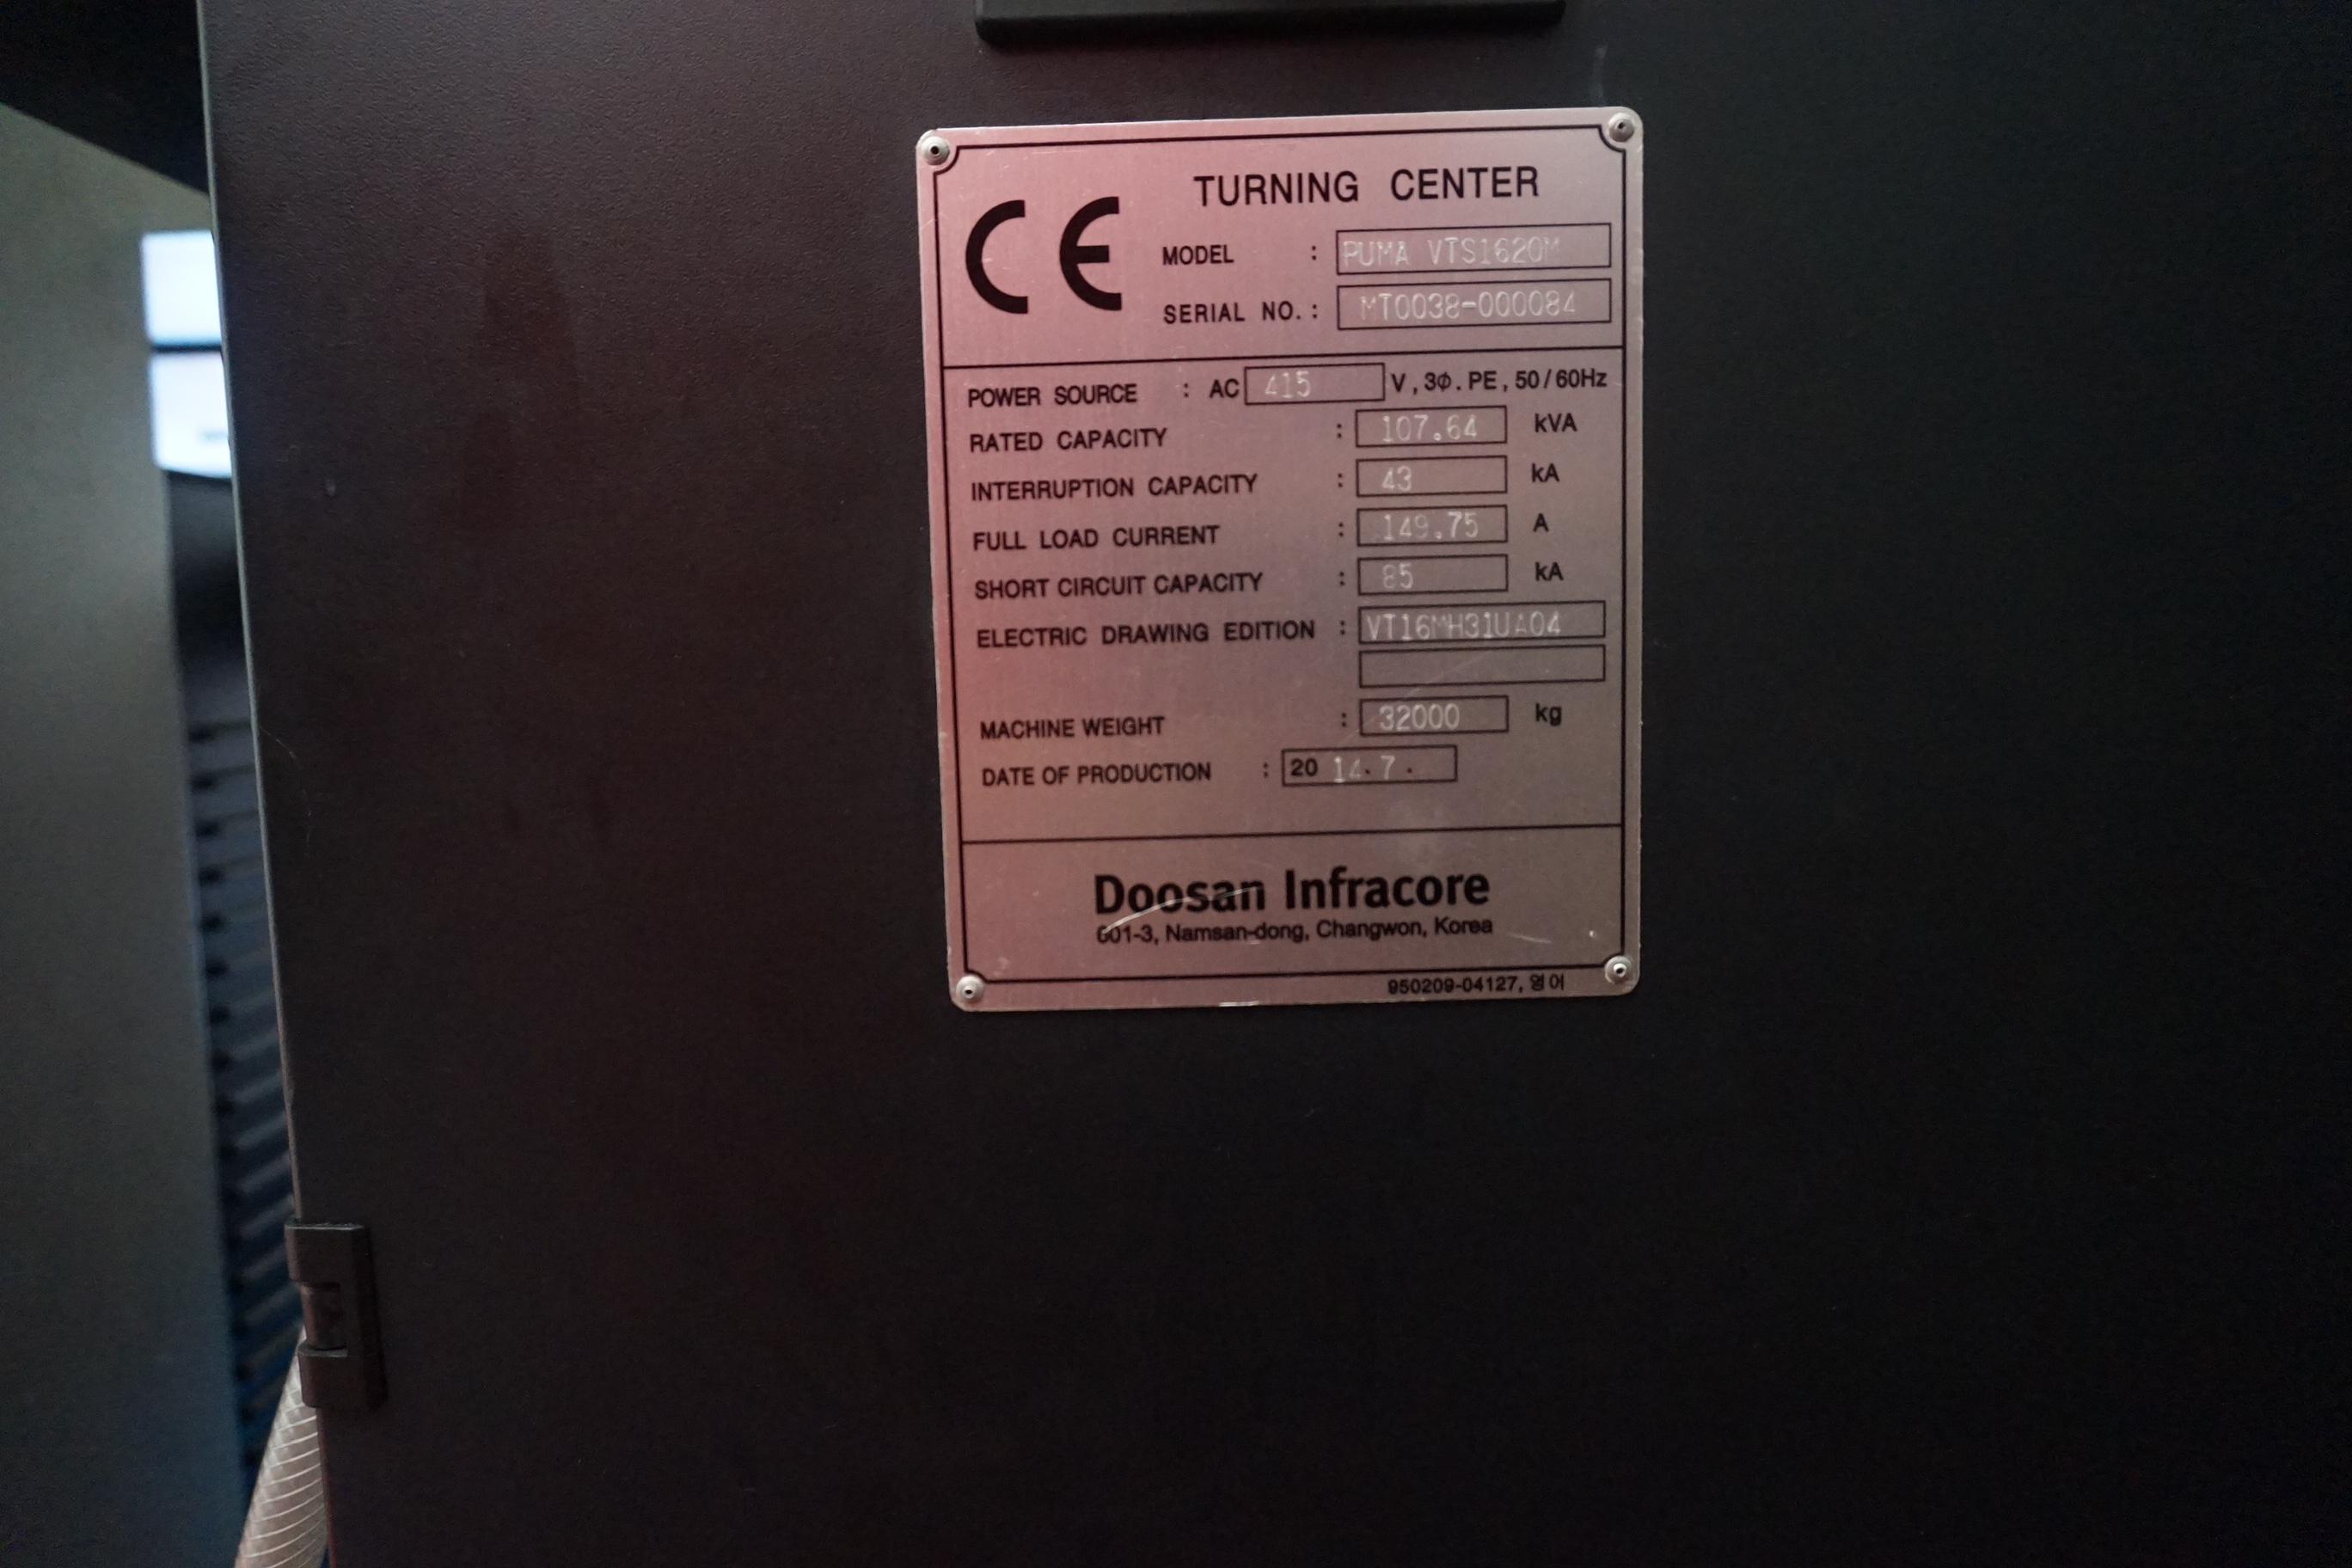 CE
TURNING CENTER
MODEL : PUMA VTS1620M
SERIAL NO. : MT0038-000084
POWER SOURCE : AC 415 V, 3Φ. PE, 50/60Hz
RATED CAPACITY : 107.64 kVA
INTERRUPTION CAPACITY : 43 kA
FULL LOAD CURRENT : 149.75 A
SHORT CIRCUIT CAPACITY : 85 kA
ELECTRIC DRAWING EDITION : VT16MH31UA04
MACHINE WEIGHT : 32000 kg
DATE OF PRODUCTION : 20 14. 7 .
Doosan Infracore
601-3, Namsan-dong, Changwon, Korea
950209-04127, 영어